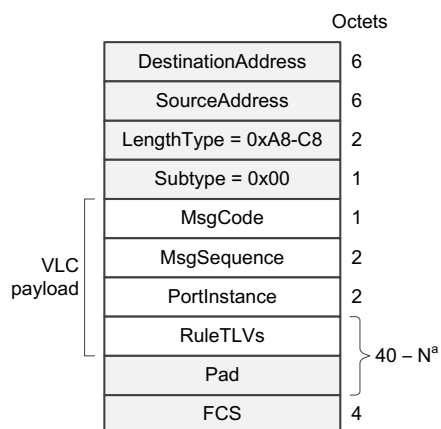 Octets
DestinationAddress 6
SourceAddress 6
LengthType = 0xA8-C8 2
Subtype = 0x00 1
MsgCode 1
MsgSequence 2
VLC payload
PortInstance 2
RuleTLVs
40 – Nª
Pad
FCS 4